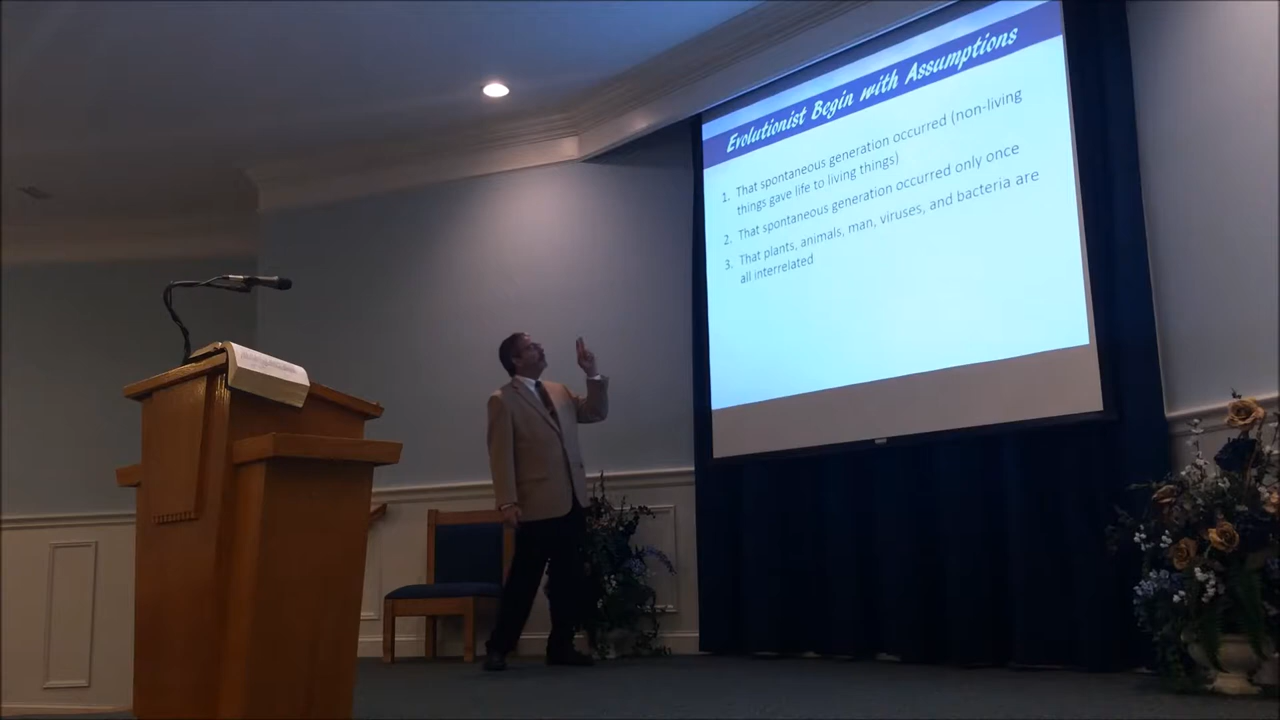 Evolutionist Begin with Assumptions
1. That spontaneous generation occurred (non-living
things gave life to living things)
2. That spontaneous generation occurred only once
3. That plants, animals, man, viruses, and bacteria are
all interrelated